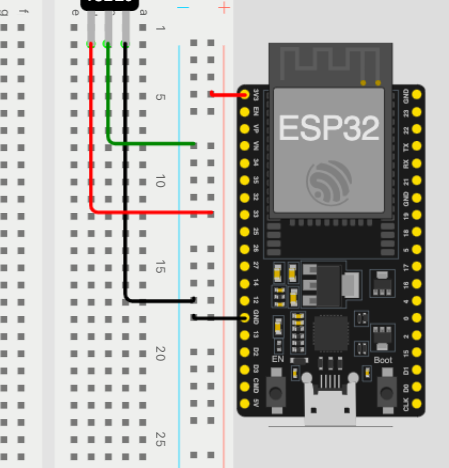 g f e a
— +
1
5
10
15
20
25
ESP32
3V3
EN
VP
VN
34
35
32
33
25
26
27
14
12
GND
13
D2
D3
CMD
5V
GND
23
22
TX
RX
21
GND
19
18
5
17
16
4
0
2
15
D1
D0
CLK
EN
Boot